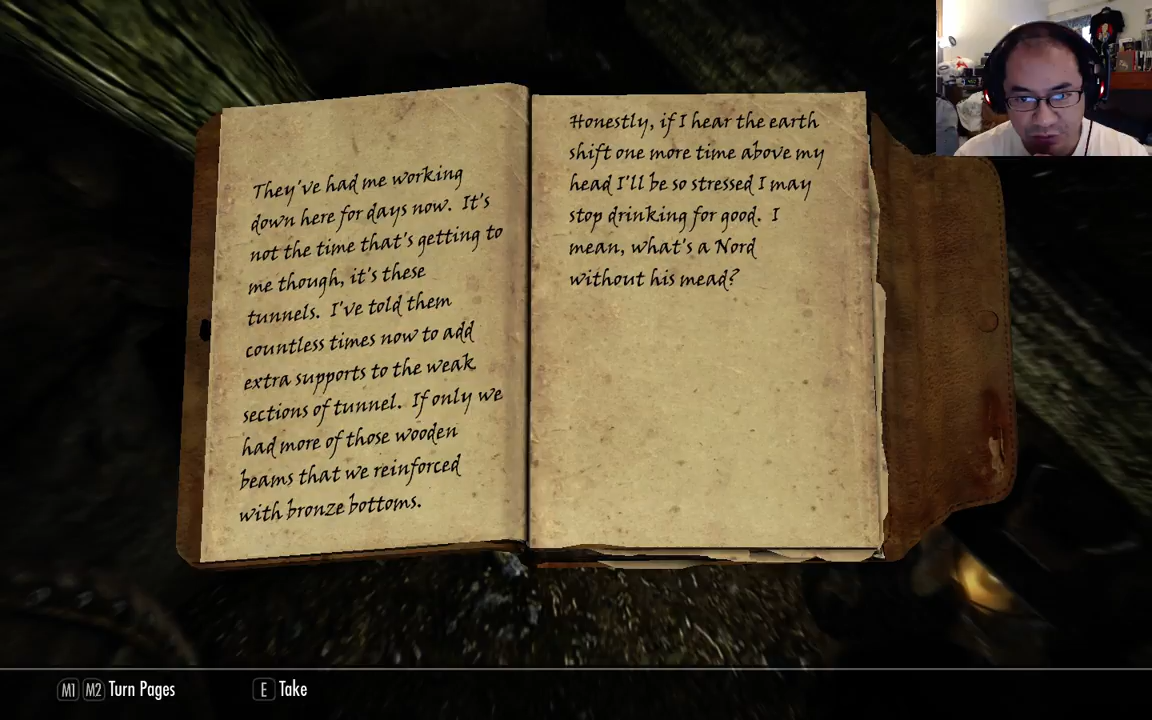 They've had me working
down here for days now.  It's
not the time that's getting to
me though, it's these
tunnels.  I've told them
countless times now to add
extra supports to the weak
sections of tunnel.  If only we
had more of those wooden
beams that we reinforced
with bronze bottoms.
Honestly, if I hear the earth
shift one more time above my
head I'll be so stressed I may
stop drinking for good.  I
mean, what's a Nord
without his mead?
M1 M2 Turn Pages
E Take